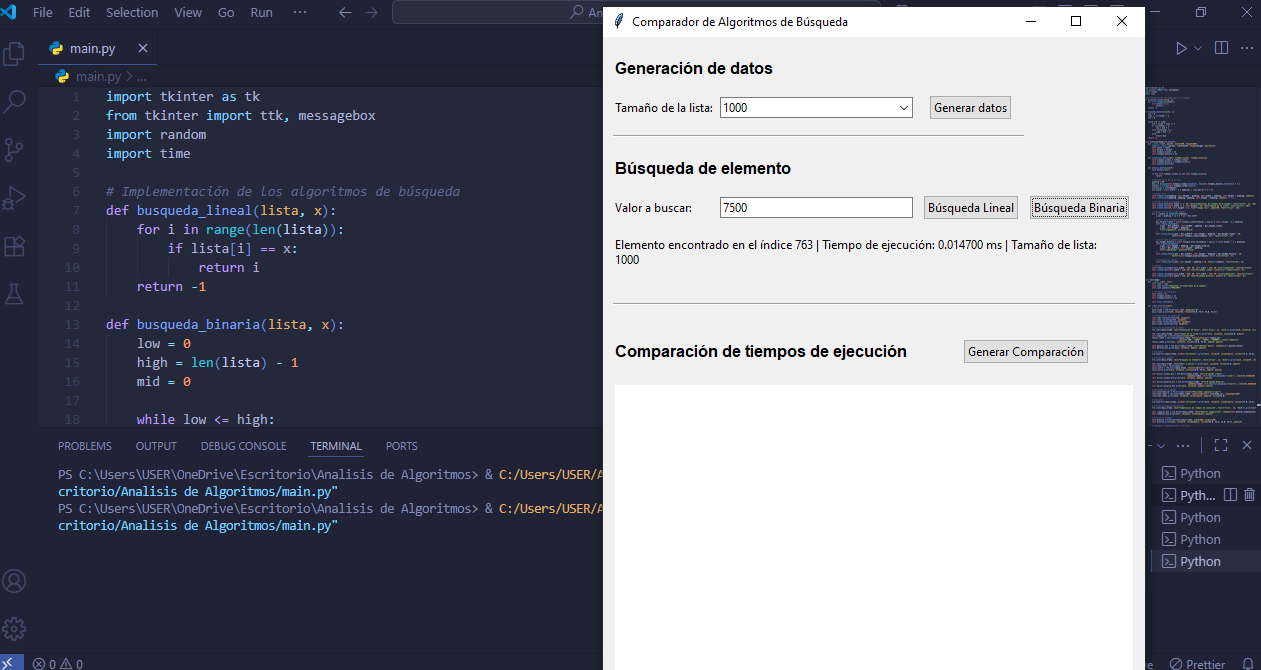 File Edit Selection View Go Run ··· An
main.py
main.py > ...
1 import tkinter as tk
2 from tkinter import ttk, messagebox
3 import random
4 import time
5
6 # Implementación de los algoritmos de búsqueda
7 def busqueda_lineal(lista, x):
8 for i in range(len(lista)):
9 if lista[i] == x:
10 return i
11 return -1
12
13 def busqueda_binaria(lista, x):
14 low = 0
15 high = len(lista) - 1
16 mid = 0
17
18 while low <= high:
PROBLEMS OUTPUT DEBUG CONSOLE TERMINAL PORTS
PS C:\Users\USER\OneDrive\Escritorio\Analisis de Algoritmos> & C:/Users/USER/A
critorio/Analisis de Algoritmos/main.py"
PS C:\Users\USER\OneDrive\Escritorio\Analisis de Algoritmos> & C:/Users/USER/A
critorio/Analisis de Algoritmos/main.py"
Python
Pyth...
Python
Python
Python
0 0
Prettier
Comparador de Algoritmos de Búsqueda
Generación de datos
Tamaño de la lista: 1000 Generar datos
Búsqueda de elemento
Valor a buscar: 7500 Búsqueda Lineal Búsqueda Binaria
Elemento encontrado en el índice 763 | Tiempo de ejecución: 0.014700 ms | Tamaño de lista:
1000
Comparación de tiempos de ejecución Generar Comparación